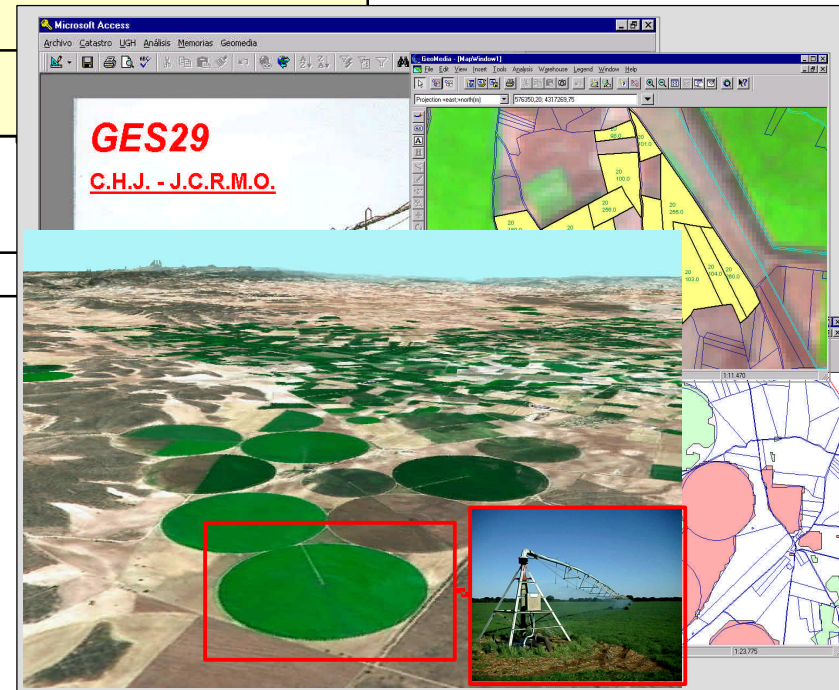 Microsoft Access
Archivo Catastro UGH Análisis Memorias Geomedia
GES29
C.H.J. - J.C.R.M.O.
GeoMedia - [MapWindow1]
File Edit View Insert Tools Analysis Warehouse Legend Window Help
Projection +east;+north(m)
576350,20; 4317269,75
20
100.0
20
103.0
1:11.470
1:23.775